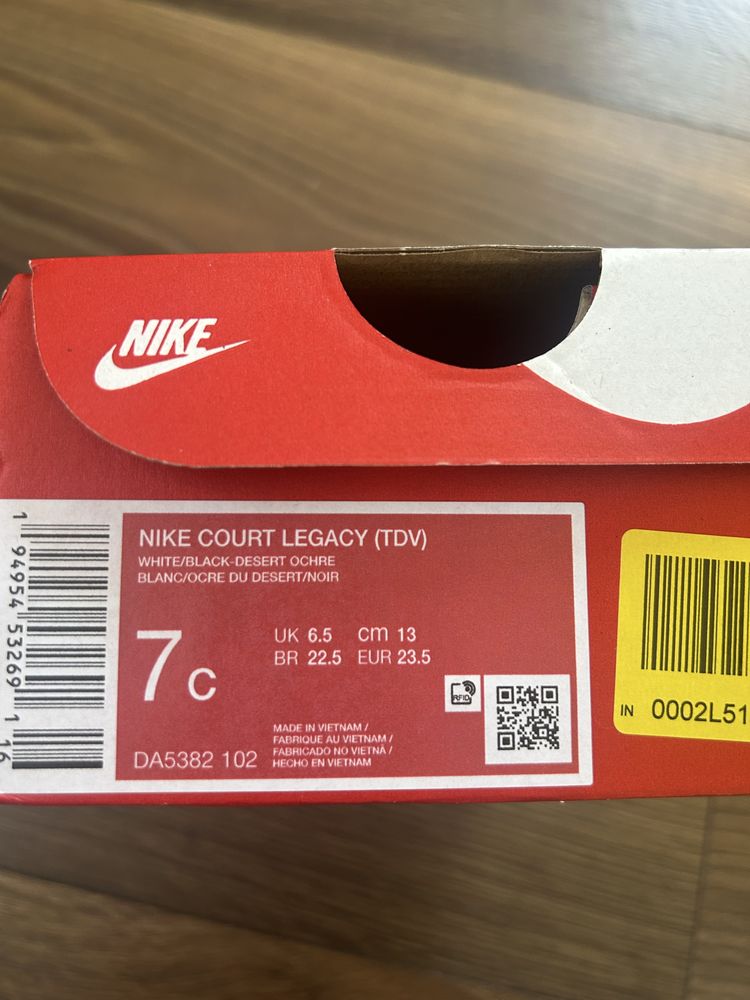 NIKE
1 94954 53269 1 16
NIKE COURT LEGACY (TDV)
WHITE/BLACK-DESERT OCHRE
BLANC/OCRE DU DESERT/NOIR
7c
UK 6.5 cm 13
BR 22.5 EUR 23.5
RFID
MADE IN VIETNAM /
FABRIQUE AU VIETNAM /
FABRICADO NO VIETNÃ /
HECHO EN VIETNAM
DA5382 102
IN 0002L51